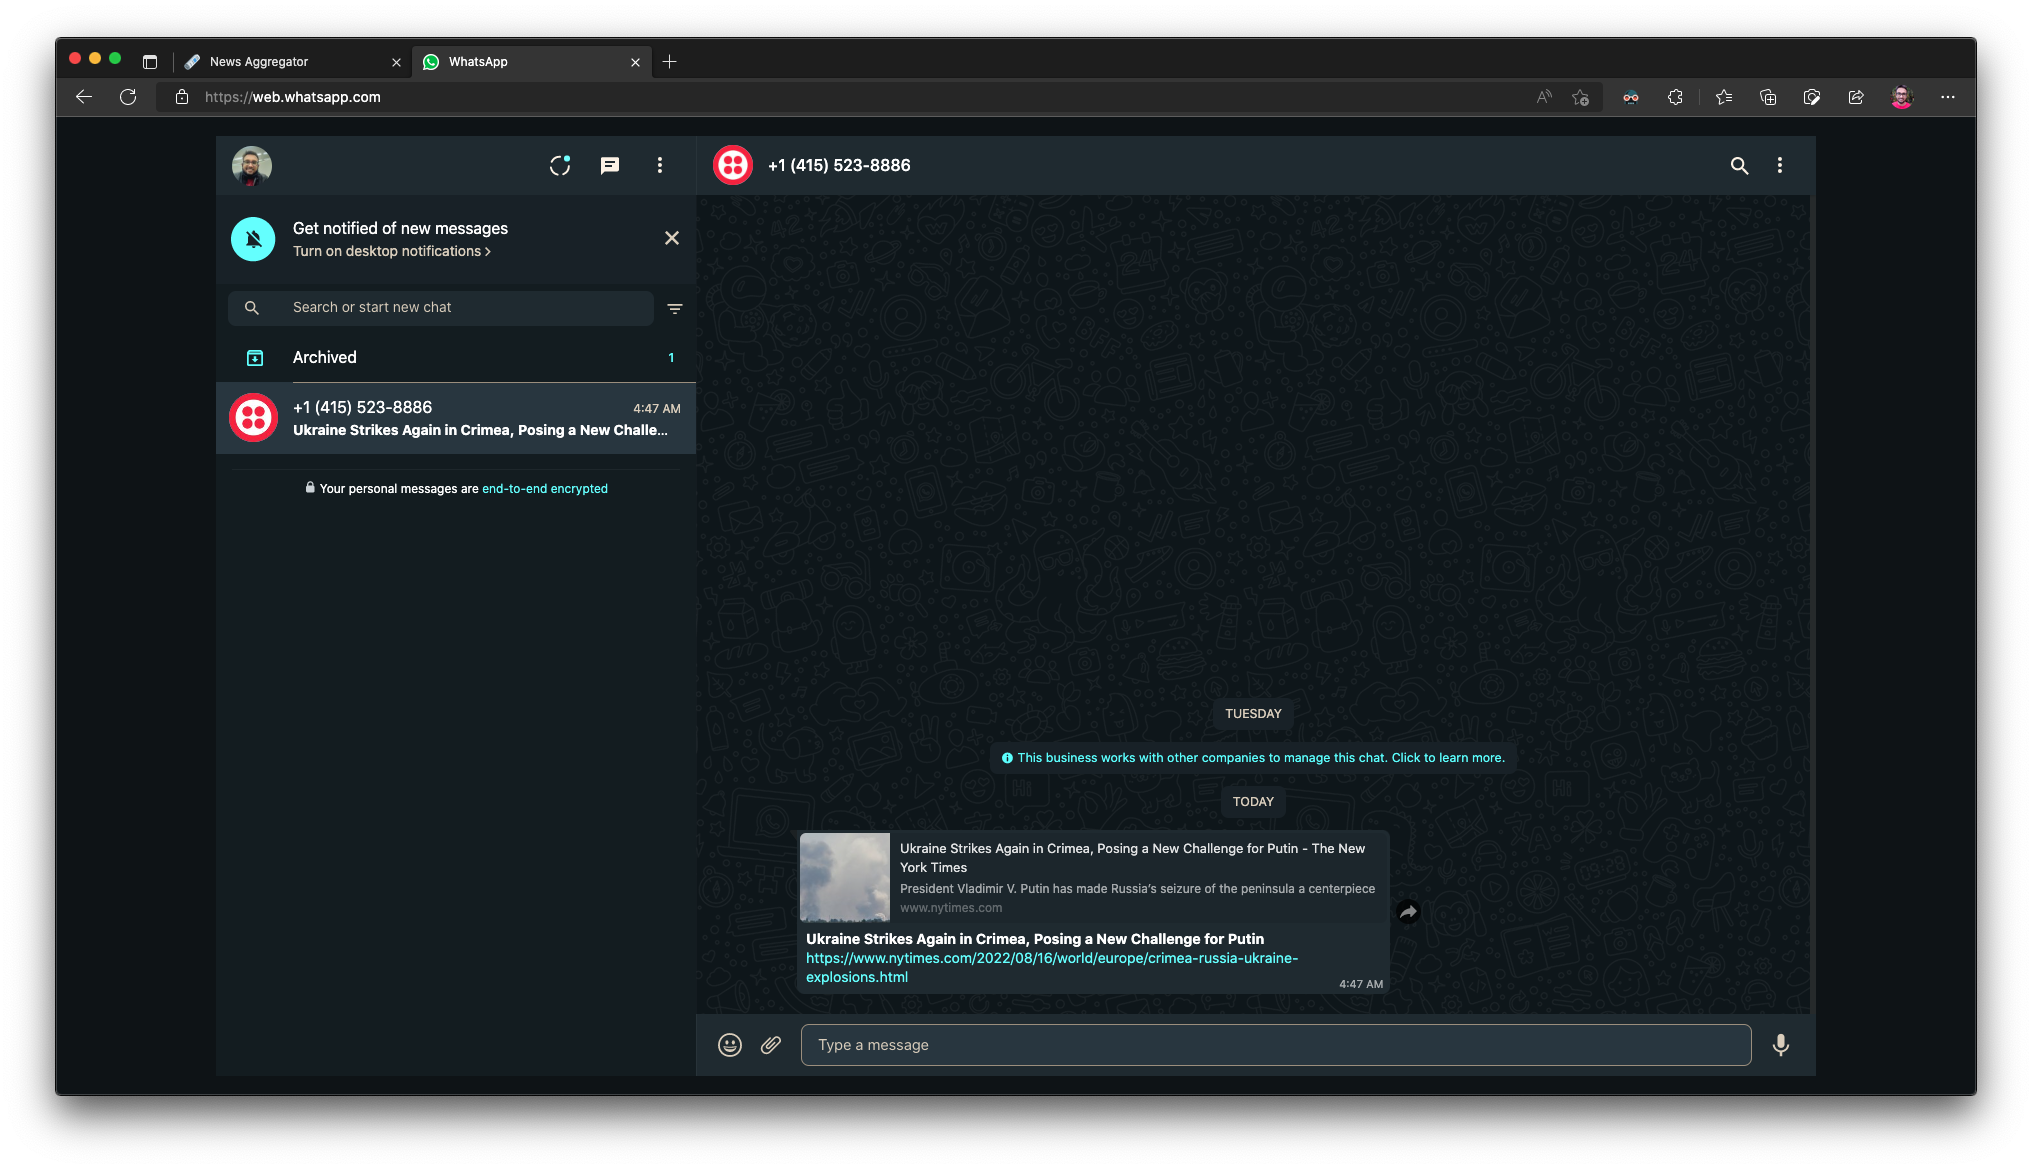 News Aggregator
WhatsApp
https://web.whatsapp.com
+1 (415) 523-8886
Get notified of new messages
Turn on desktop notifications >
Search or start new chat
Archived 1
+1 (415) 523-8886 4:47 AM
Ukraine Strikes Again in Crimea, Posing a New Challe...
Your personal messages are end-to-end encrypted
TUESDAY
This business works with other companies to manage this chat. Click to learn more.
TODAY
Ukraine Strikes Again in Crimea, Posing a New Challenge for Putin - The New
York Times
President Vladimir V. Putin has made Russia’s seizure of the peninsula a centerpiece
www.nytimes.com
Ukraine Strikes Again in Crimea, Posing a New Challenge for Putin
https://www.nytimes.com/2022/08/16/world/europe/crimea-russia-ukraine-
explosions.html
4:47 AM
Type a message